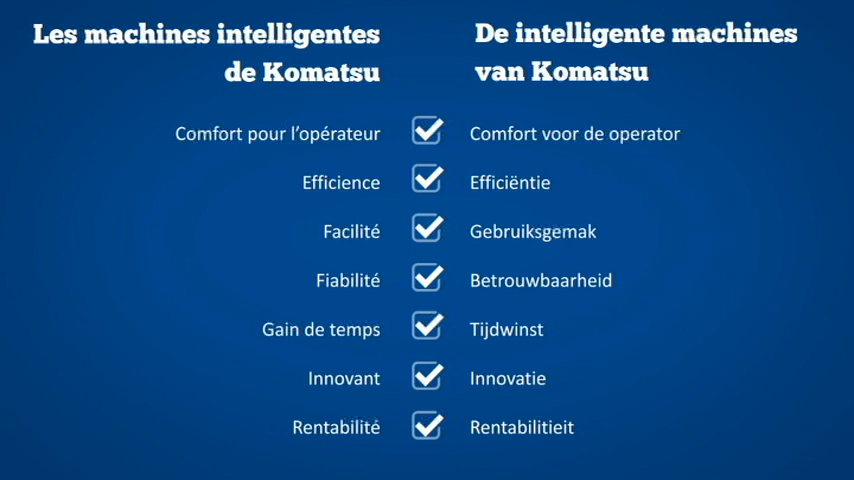 Les machines intelligentes
de Komatsu
De intelligente machines
van Komatsu
Comfort pour l'opérateur
Comfort voor de operator
Efficience
Efficiëntie
Facilité
Gebruiksgemak
Fiabilité
Betrouwbaarheid
Gain de temps
Tijdwinst
Innovant
Innovatie
Rentabilité
Rentabilitieit